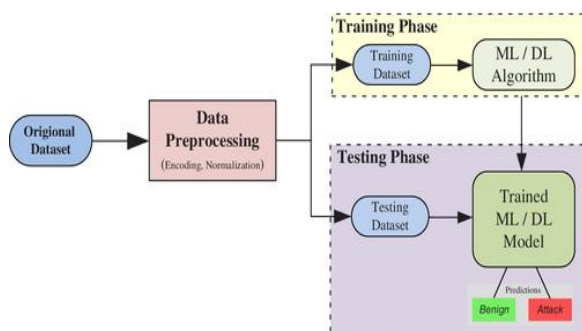 Training Phase
Training
Dataset
ML / DL
Algorithm
Origional
Dataset
Data
Preprocessing
(Encoding, Normalization)
Testing Phase
Testing
Dataset
Trained
ML / DL
Model
Predictions
Benign
Attack